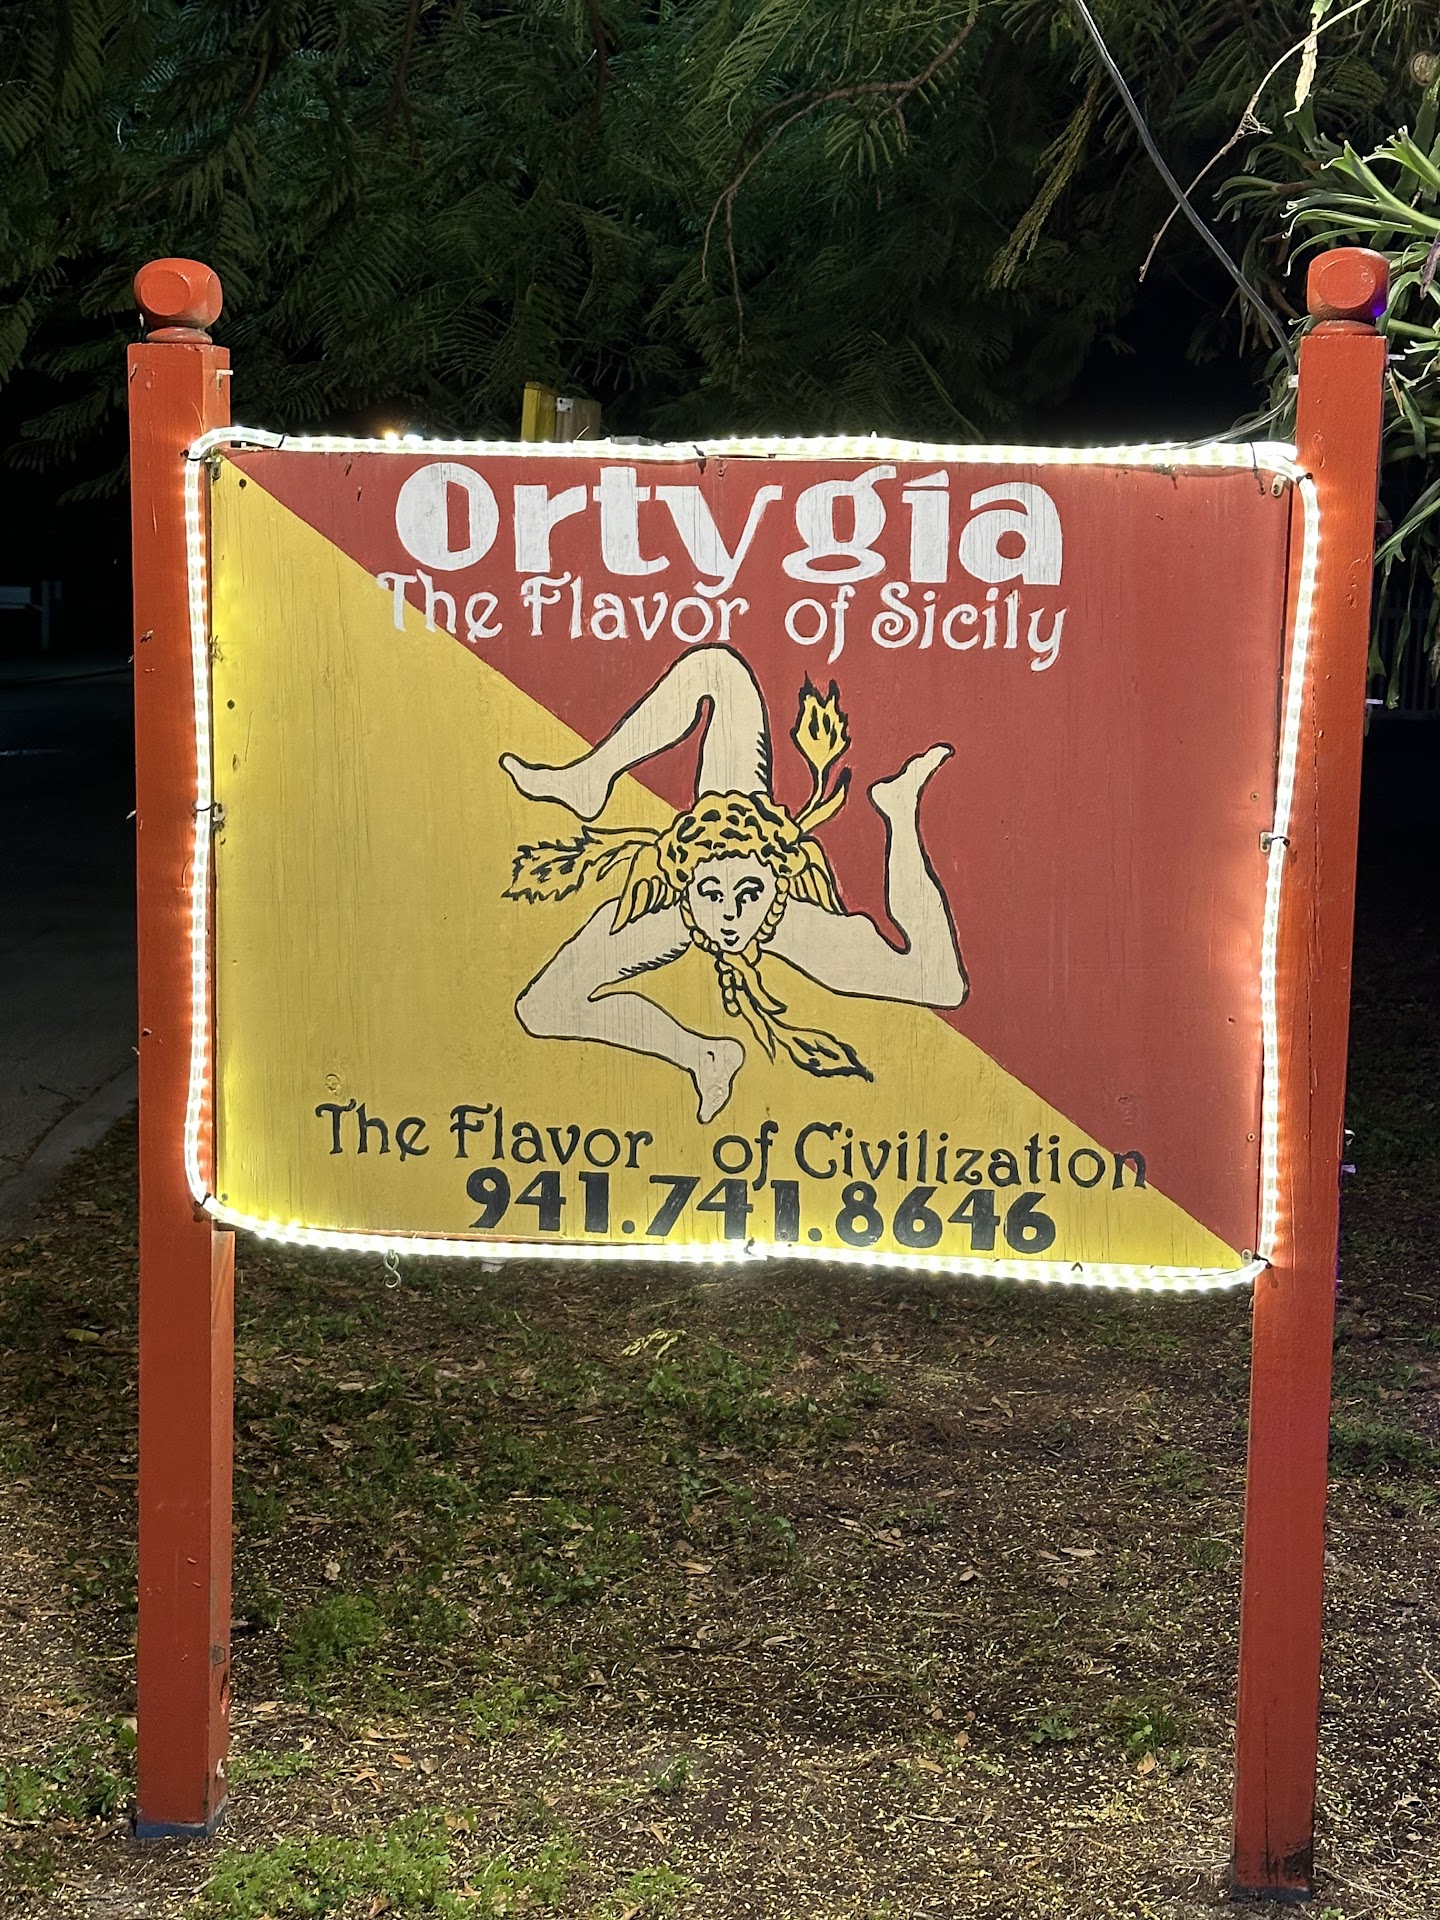 Ortygia
The Flavor of Sicily
The Flavor of Civilization
941.741.8646